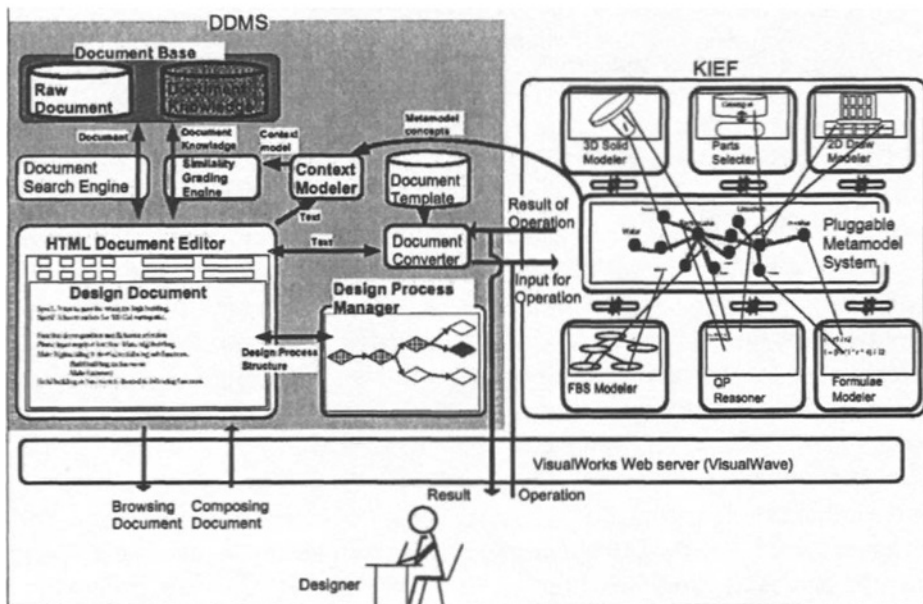 DDMS
Document Base
Raw
Document
Document
Knowledge
Document
Document
Knowledge
Context
model
Metamodel
concepts
Document
Search Engine
Similality
Grading
Engine
Context
Modeler
Document
Template
Text
Text
Document
Converter
Result of
Operation
Input for
Operation
HTML Document Editor
Design Document
Design Process
Manager
Design Process
Structure
KIEF
3D Solid
Modeler
Parts
Selecter
2D Draw
Modeler
Pluggable
Metamodel
System
FBS Modeler
QP
Reasoner
Formulae
Modeler
VisualWorks Web server (VisualWave)
Browsing
Document
Composing
Document
Result
Operation
Designer